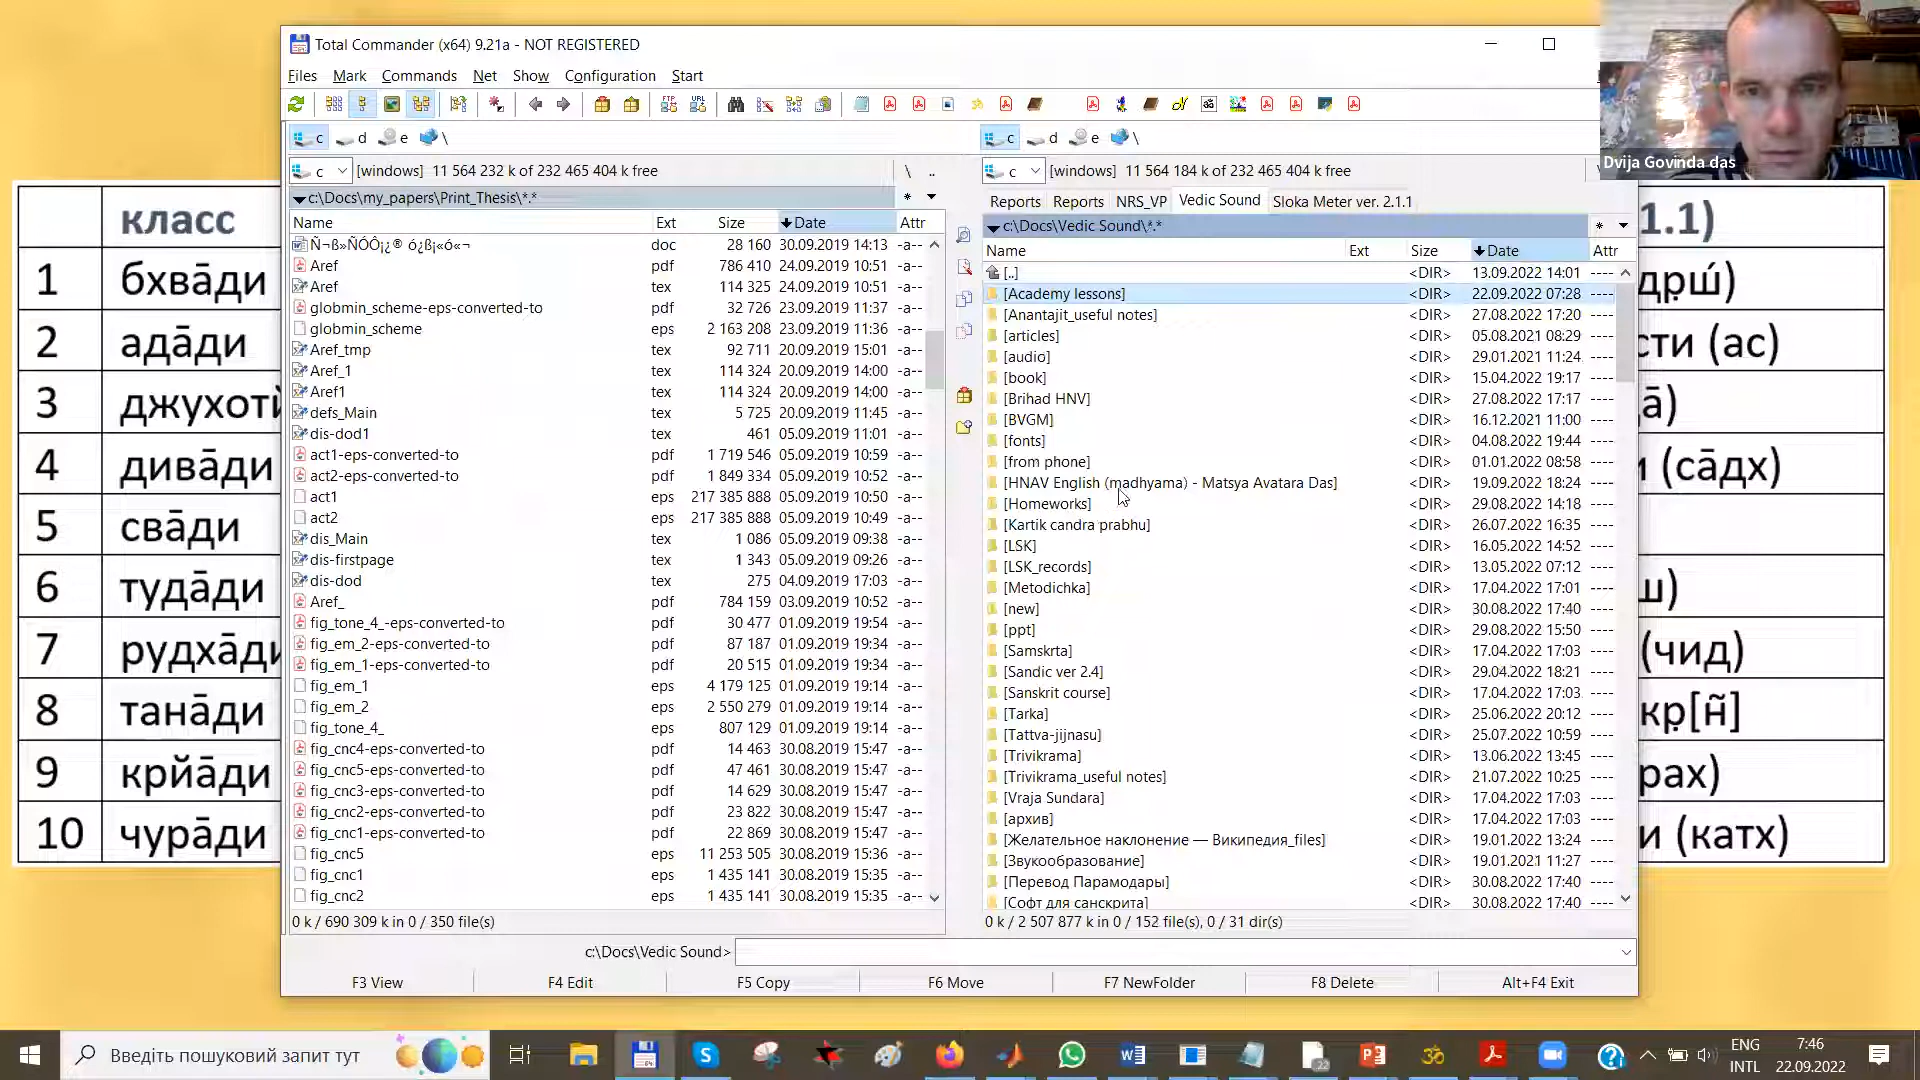 Total Commander (x64) 9.21a - NOT REGISTERED
Files Mark Commands Net Show Configuration Start
c d e \
c [windows] 11 564 232 k of 232 465 404 k free \ ..
c:\Docs\my_papers\Print_Thesis\*.* *
Name Ext Size Date Attr
Ñ¬ß»ÑÓÔ¡¿® ó¿ß¡«ó«¬ doc 28 160 30.09.2019 14:13 -a--
Aref pdf 786 410 24.09.2019 10:51 -a--
Aref tex 114 325 24.09.2019 10:51 -a--
globmin_scheme-eps-converted-to pdf 32 726 23.09.2019 11:37 -a--
globmin_scheme eps 2 163 208 23.09.2019 11:36 -a--
Aref_tmp tex 92 711 20.09.2019 15:01 -a--
Aref_1 tex 114 324 20.09.2019 14:00 -a--
Aref1 tex 114 324 20.09.2019 14:00 -a--
defs_Main tex 5 725 20.09.2019 11:45 -a--
dis-dod1 tex 461 05.09.2019 11:01 -a--
act1-eps-converted-to pdf 1 719 546 05.09.2019 10:59 -a--
act2-eps-converted-to pdf 1 849 334 05.09.2019 10:52 -a--
act1 eps 217 385 888 05.09.2019 10:50 -a--
act2 eps 217 385 888 05.09.2019 10:49 -a--
dis_Main tex 1 086 05.09.2019 09:38 -a--
dis-firstpage tex 1 343 05.09.2019 09:26 -a--
dis-dod tex 275 04.09.2019 17:03 -a--
Aref_ pdf 784 159 03.09.2019 10:52 -a--
fig_tone_4_-eps-converted-to pdf 30 477 01.09.2019 19:54 -a--
fig_em_2-eps-converted-to pdf 87 187 01.09.2019 19:34 -a--
fig_em_1-eps-converted-to pdf 20 515 01.09.2019 19:34 -a--
fig_em_1 eps 4 179 125 01.09.2019 19:14 -a--
fig_em_2 eps 2 550 279 01.09.2019 19:14 -a--
fig_tone_4_ eps 807 129 01.09.2019 19:14 -a--
fig_cnc4-eps-converted-to pdf 14 463 30.08.2019 15:47 -a--
fig_cnc5-eps-converted-to pdf 47 461 30.08.2019 15:47 -a--
fig_cnc3-eps-converted-to pdf 14 629 30.08.2019 15:47 -a--
fig_cnc2-eps-converted-to pdf 23 822 30.08.2019 15:47 -a--
fig_cnc1-eps-converted-to pdf 22 869 30.08.2019 15:47 -a--
fig_cnc5 eps 11 253 505 30.08.2019 15:36 -a--
fig_cnc1 eps 1 435 141 30.08.2019 15:35 -a--
fig_cnc2 eps 1 435 141 30.08.2019 15:35 -a--
0 k / 690 309 k in 0 / 350 file(s)
c d e \
c [windows] 11 564 184 k of 232 465 404 k free \
Reports Reports NRS_VP Vedic Sound Sloka Meter ver. 2.1.1
c:\Docs\Vedic Sound\*.* *
Name Ext Size Date Attr
[..] <DIR> 13.09.2022 14:01 ----
[Academy lessons] <DIR> 22.09.2022 07:28 ----
[Anantajit_useful notes] <DIR> 27.08.2022 17:20 ----
[articles] <DIR> 05.08.2021 08:29 ----
[audio] <DIR> 29.01.2021 11:24 ----
[book] <DIR> 15.04.2022 19:17 ----
[Brihad HNV] <DIR> 27.08.2022 17:17 ----
[BVGM] <DIR> 16.12.2021 11:00 ----
[fonts] <DIR> 04.08.2022 19:44 ----
[from phone] <DIR> 01.01.2022 08:58 ----
[HNAV English (madhyama) - Matsya Avatara Das] <DIR> 19.09.2022 18:24 ----
[Homeworks] <DIR> 29.08.2022 14:18 ----
[Kartik candra prabhu] <DIR> 26.07.2022 16:35 ----
[LSK] <DIR> 16.05.2022 14:52 ----
[LSK_records] <DIR> 13.05.2022 07:12 ----
[Metodichka] <DIR> 17.04.2022 17:01 ----
[new] <DIR> 30.08.2022 17:40 ----
[ppt] <DIR> 29.08.2022 15:50 ----
[Samskrta] <DIR> 17.04.2022 17:03 ----
[Sandic ver 2.4] <DIR> 29.04.2022 18:21 ----
[Sanskrit course] <DIR> 17.04.2022 17:03 ----
[Tarka] <DIR> 25.06.2022 20:12 ----
[Tattva-jijnasu] <DIR> 25.07.2022 10:59 ----
[Trivikrama] <DIR> 13.06.2022 13:45 ----
[Trivikrama_useful notes] <DIR> 21.07.2022 10:25 ----
[Vraja Sundara] <DIR> 17.04.2022 17:03 ----
[архив] <DIR> 17.04.2022 17:03 ----
[Желательное наклонение — Википедия_files] <DIR> 19.01.2022 13:24 ----
[Звукообразование] <DIR> 19.01.2021 11:27 ----
[Перевод Парамодары] <DIR> 30.08.2022 17:40 ----
[Софт для санскрита] <DIR> 30.08.2022 17:40 ----
0 k / 2 507 877 k in 0 / 152 file(s), 0 / 31 dir(s)
c:\Docs\Vedic Sound>
F3 View F4 Edit F5 Copy F6 Move F7 NewFolder F8 Delete Alt+F4 Exit
Dvija Govinda das
класс 1.1)
1 бхва̄ди др̣ш́)
2 ада̄ди сти (ас)
3 джухоти а̄)
4 дива̄ди и (са̄дх)
5 сва̄ди
6 туда̄ди ш)
7 рудха̄ди (чид)
8 тана̄ди кр̣[н̃]
9 крйа̄ди рах)
10 чура̄ди и (катх)
Введіть пошуковий запит тут
ENG
INTL
7:46
22.09.2022